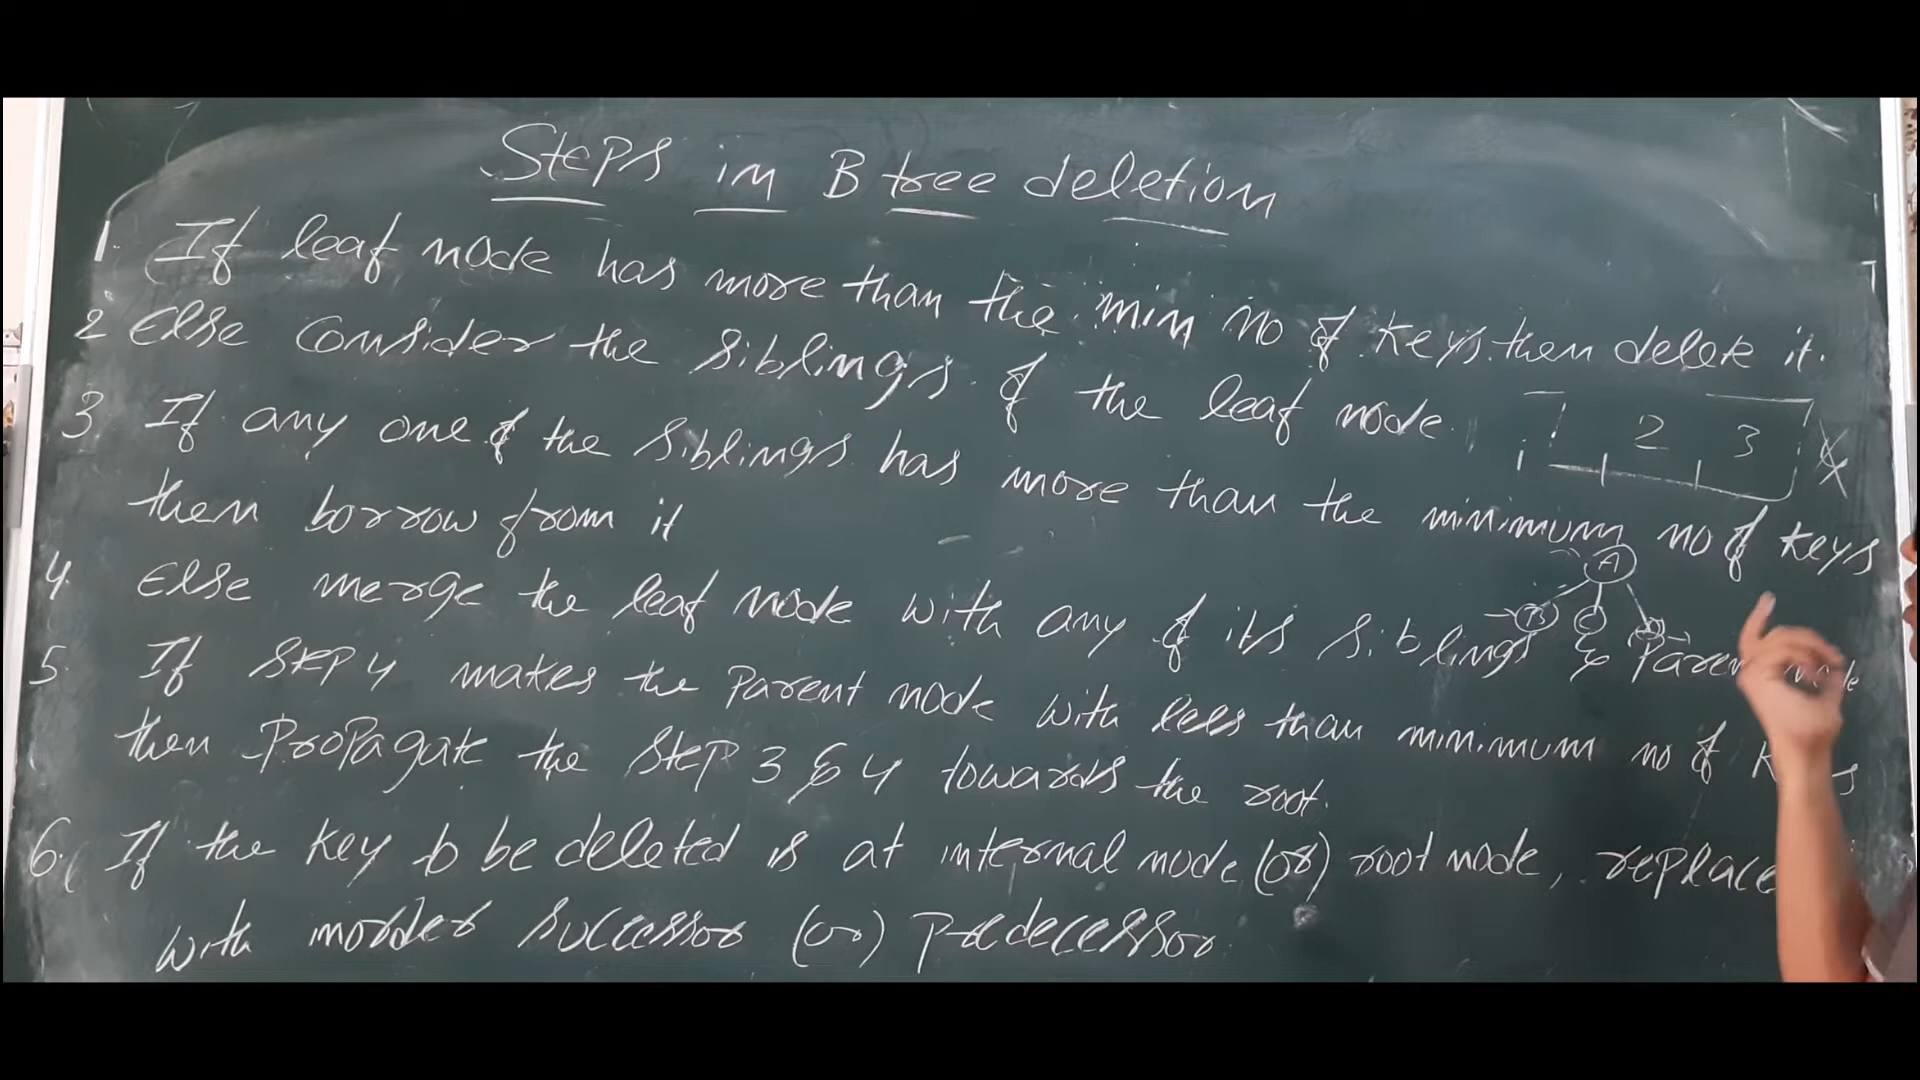 Steps in B tree deletion
1. If leaf node has more than the min no of keys then delete it.
2 Else Consider the siblings of the leaf node.
2 3
3 If any one of the siblings has more than the minimum no of keys
then borrow from it
A
B C D
4. Else merge the leaf node with any of its siblings & Parent
5. If Step 4 makes the Parent node with less than minimum no of
then Propagate the Step 3 & 4 towards the root.
6. If the key to be deleted is at internal node (or) root node, replace
with inorder successor (or) Predecessor.